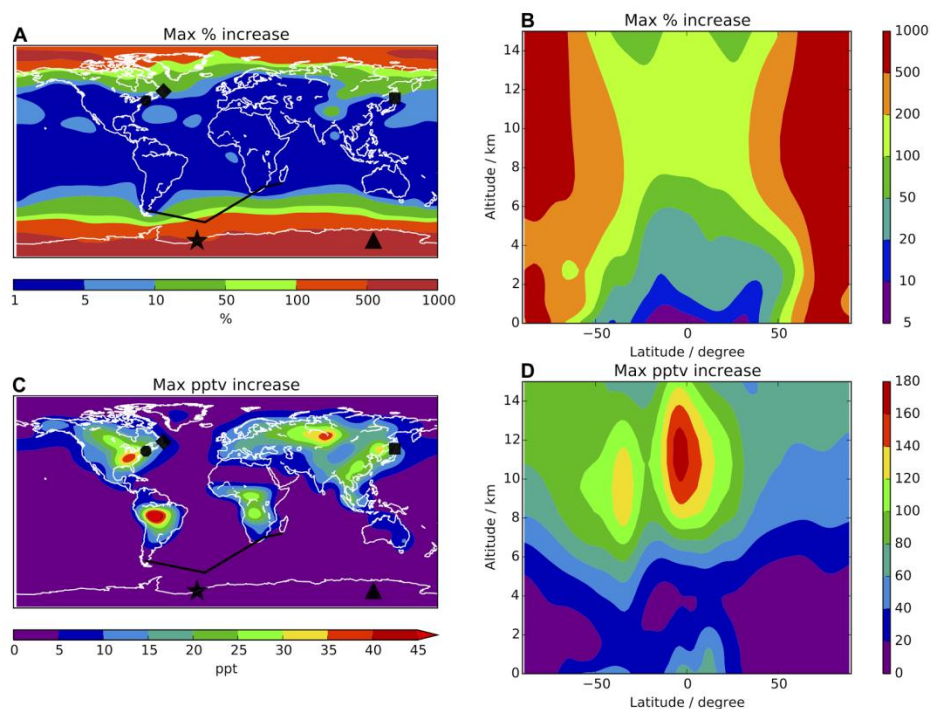 A
Max % increase
1 5 10 50 100 500 1000
%
B
Max % increase
Altitude / km
14
12
10
8
6
4
2
0
−50 0 50
Latitude / degree
1000
500
200
100
50
20
10
5
C
Max pptv increase
0 5 10 15 20 25 30 35 40 45
ppt
D
Max pptv increase
Altitude / km
14
12
10
8
6
4
2
0
−50 0 50
Latitude / degree
180
160
140
120
100
80
60
40
20
0